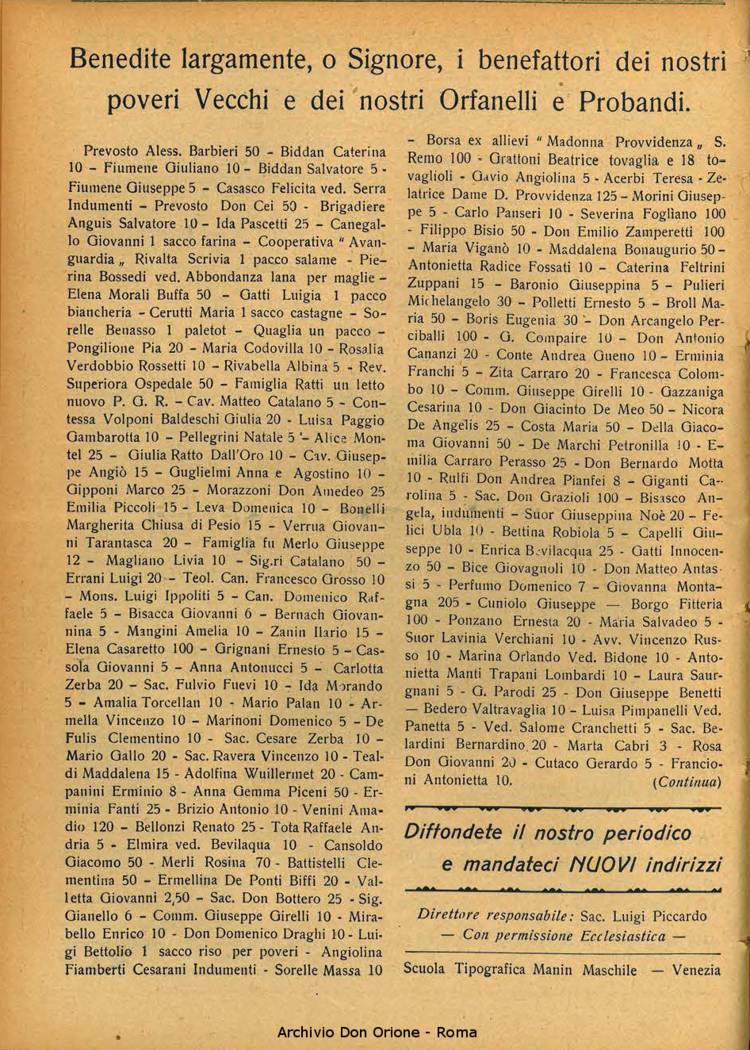 Benedite largamente, o Signore, i benefattori dei nostri
poveri Vecchi e dei nostri Orfanelli e Probandi.
Prevosto Aless. Barbieri 50 - Biddan Caterina
10 - Fiumene Giuliano 10 - Biddan Salvatore 5 -
Fiumene Giuseppe 5 - Casasco Felicita ved. Serra
Indumenti - Prevosto Don Cei 50 - Brigadiere
Anguis Salvatore 10 - Ida Pascetti 25 - Canegal-
lo Giovanni 1 sacco farina - Cooperativa " Avan-
guardia „ Rivalta Scrivia 1 pacco salame - Pie-
rina Bossedi ved. Abbondanza lana per maglie -
Elena Morali Buffa 50 - Gatti Luigia 1 pacco
biancheria - Cerutti Maria 1 sacco castagne - So-
relle Benasso 1 paletot - Quaglia un pacco -
Pongilione Pia 20 - Maria Codovilla 10 - Rosalia
Verdobbio Rossetti 10 - Rivabella Albina 5 - Rev.
Superiora Ospedale 50 - Famiglia Ratti un letto
nuovo P. G. R. - Cav. Matteo Catalano 5 - Con-
tessa Volponi Baldeschi Giulia 20 - Luisa Paggio
Gambarotta 10 - Pellegrini Natale 5 - Alice Mon-
tel 25 - Giulia Ratto Dall'Oro 10 - Cav. Giusep-
pe Angiò 15 - Guglielmi Anna e Agostino 10 -
Gipponi Marco 25 - Morazzoni Don Amedeo 25
Emilia Piccoli 15 - Leva Domenica 10 - Bonelli
Margherita Chiusa di Pesio 15 - Verrua Giovan-
ni Tarantasca 20 - Famiglia fu Merlo Giuseppe
12 - Magliano Livia 10 - Sig.ri Catalano 50 -
Errani Luigi 20 - Teol. Can. Francesco Grosso 10
- Mons. Luigi Ippoliti 5 - Can. Domenico Raf-
faele 5 - Bisacca Giovanni 6 - Bernach Giovan-
nina 5 - Mangini Amelia 10 - Zanin Ilario 15 -
Elena Casaretto 100 - Grignani Ernesto 5 - Cas-
sola Giovanni 5 - Anna Antonucci 5 - Carlotta
Zerba 20 - Sac. Fulvio Fuevi 10 - Ida Morando
5 - Amalia Torcellan 10 - Mario Palan 10 - Ar-
mella Vincenzo 10 - Marinoni Domenico 5 - De
Fulis Clementino 10 - Sac. Cesare Zerba 10 -
Mario Gallo 20 - Sac. Ravera Vincenzo 10 - Teal-
di Maddalena 15 - Adolfina Wuillermet 20 - Cam-
panini Erminio 8 - Anna Gemma Piceni 50 - Er-
minia Fanti 25 - Brizio Antonio 10 - Venini Ama-
dio 120 - Bellonzi Renato 25 - Tota Raffaele An-
dria 5 - Elmira ved. Bevilaqua 10 - Cansoldo
Giacomo 50 - Merli Rosina 70 - Battistelli Cle-
mentina 50 - Ermellina De Ponti Biffi 20 - Val-
letta Giovanni 2,50 - Sac. Don Bottero 25 - Sig.
Gianello 6 - Comm. Giuseppe Girelli 10 - Mira-
bello Enrico 10 - Don Domenico Draghi 10 - Lui-
gi Bettolio 1 sacco riso per poveri - Angiolina
Fiamberti Cesarani Indumenti - Sorelle Massa 10
- Borsa ex allievi " Madonna Provvidenza „ S.
Remo 100 - Grattoni Beatrice tovaglia e 18 to-
vaglioli - Gavio Angiolina 5 - Acerbi Teresa - Ze-
latrice Dame D. Provvidenza 125 - Morini Giusep-
pe 5 - Carlo Panseri 10 - Severina Fogliano 100
- Filippo Bisio 50 - Don Emilio Zamperetti 100
- Maria Viganò 10 - Maddalena Bonaugurio 50 -
Antonietta Radice Fossati 10 - Caterina Feltrini
Zuppani 15 - Baronio Giuseppina 5 - Pulieri
Michelangelo 30 - Polletti Ernesto 5 - Broll Ma-
ria 50 - Boris Eugenia 30 - Don Arcangelo Per-
ciballi 100 - G. Compaire 10 - Don Antonio
Cananzi 20 - Conte Andrea Gueno 10 - Erminia
Franchi 5 - Zita Carraro 20 - Francesca Colom-
bo 10 - Comm. Giuseppe Girelli 10 - Gazzaniga
Cesarina 10 - Don Giacinto De Meo 50 - Nicora
De Angelis 25 - Costa Maria 50 - Della Giaco-
ma Giovanni 50 - De Marchi Petronilla 10 - E-
milia Carraro Perasso 25 - Don Bernardo Motta
10 - Rulfi Don Andrea Pianfei 8 - Giganti Ca-
rolina 5 - Sac. Don Grazioli 100 - Bisasco An-
gela, indumenti - Suor Giuseppina Noè 20 - Fe-
lici Ubla 10 - Bettina Robiola 5 - Capelli Giu-
seppe 10 - Enrica Bevilacqua 25 - Gatti Innocen-
zo 50 - Bice Giovagnoli 10 - Don Matteo Antas-
si 5 - Perfumo Domenico 7 - Giovanna Monta-
gna 205 - Cuniolo Giuseppe — Borgo Fitteria
100 - Ponzano Ernesta 20 - Maria Salvadeo 5 -
Suor Lavinia Verchiani 10 - Avv. Vincenzo Rus-
so 10 - Marina Orlando Ved. Bidone 10 - Anto-
nietta Manti Trapani Lombardi 10 - Laura Saur-
gnani 5 - G. Parodi 25 - Don Giuseppe Benetti
— Bedero Valtravaglia 10 - Luisa Pimpanelli Ved.
Panetta 5 - Ved. Salome Cranchetti 5 - Sac. Be-
lardini Bernardino 20 - Marta Cabri 3 - Rosa
Don Giovanni 20 - Cutaco Gerardo 5 - Francio-
ni Antonietta 10. (Continua)
Diffondete il nostro periodico
e mandateci NUOVI indirizzi
Direttore responsabile: Sac. Luigi Piccardo
— Con permissione Ecclesiastica —
Scuola Tipografica Manin Maschile — Venezia
Archivio Don Orione - Roma